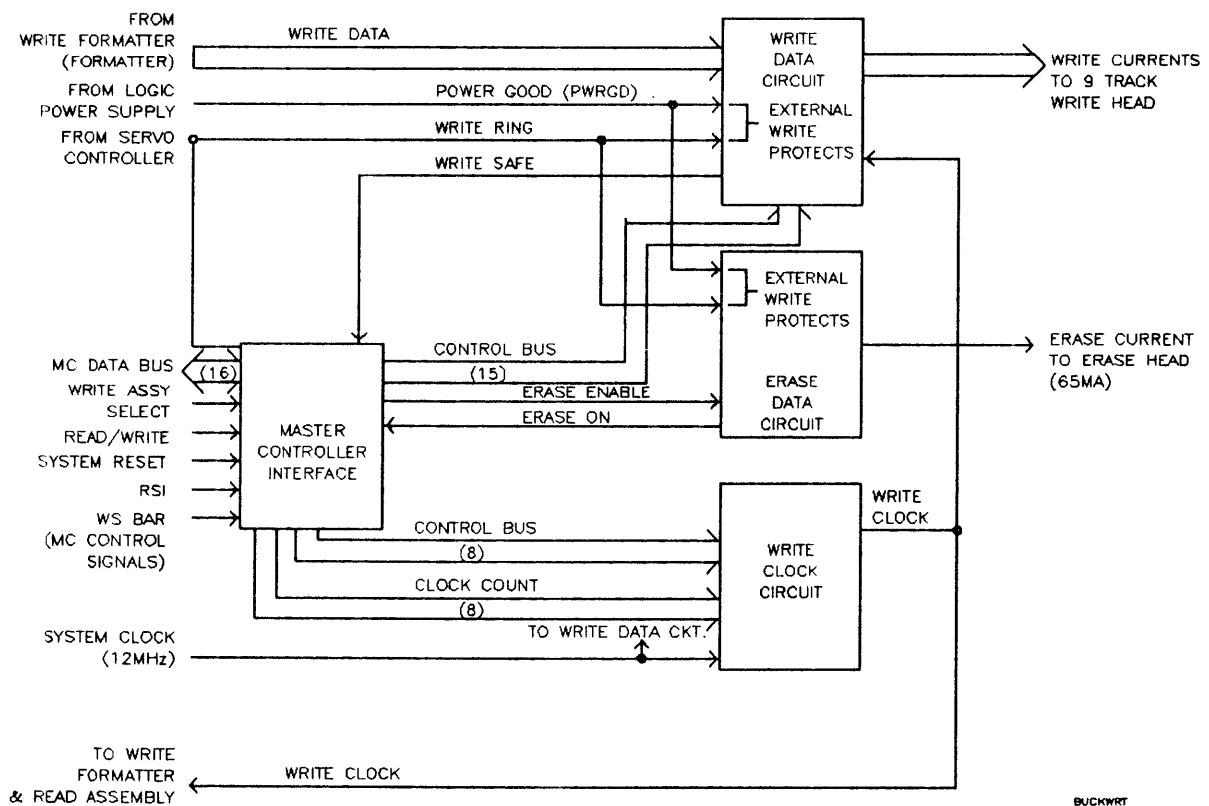 FROM
WRITE FORMATTER
(FORMATTER)
WRITE DATA
FROM LOGIC
POWER SUPPLY
POWER GOOD (PWRGD)
FROM SERVO
CONTROLLER
WRITE RING
WRITE SAFE
WRITE
DATA
CIRCUIT
EXTERNAL
WRITE
PROTECTS
WRITE CURRENTS
TO 9 TRACK
WRITE HEAD
EXTERNAL
WRITE
PROTECTS
ERASE
DATA
CIRCUIT
ERASE CURRENT
TO ERASE HEAD
(65MA)
MC DATA BUS
(16)
WRITE ASSY
SELECT
READ/WRITE
SYSTEM RESET
RSI
WS BAR
(MC CONTROL
SIGNALS)
MASTER
CONTROLLER
INTERFACE
CONTROL BUS
(15)
ERASE ENABLE
ERASE ON
CONTROL BUS
(8)
CLOCK COUNT
(8)
WRITE
CLOCK
CIRCUIT
WRITE
CLOCK
SYSTEM CLOCK
(12MHz)
TO WRITE DATA CKT.
TO WRITE
FORMATTER
& READ ASSEMBLY
WRITE CLOCK
BUCKWRT